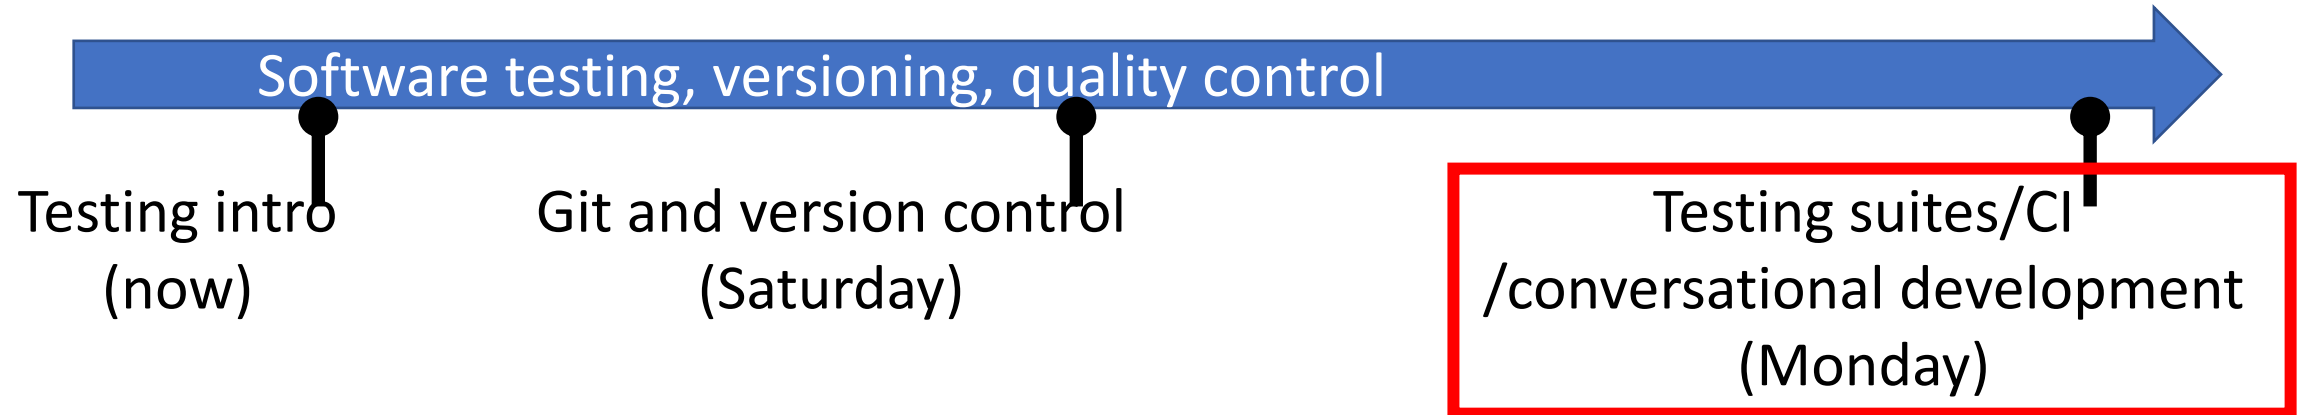 Software testing, versioning, quality control
Testing intro
(now)
Git and version control
(Saturday)
Testing suites/CI
/conversational development
(Monday)